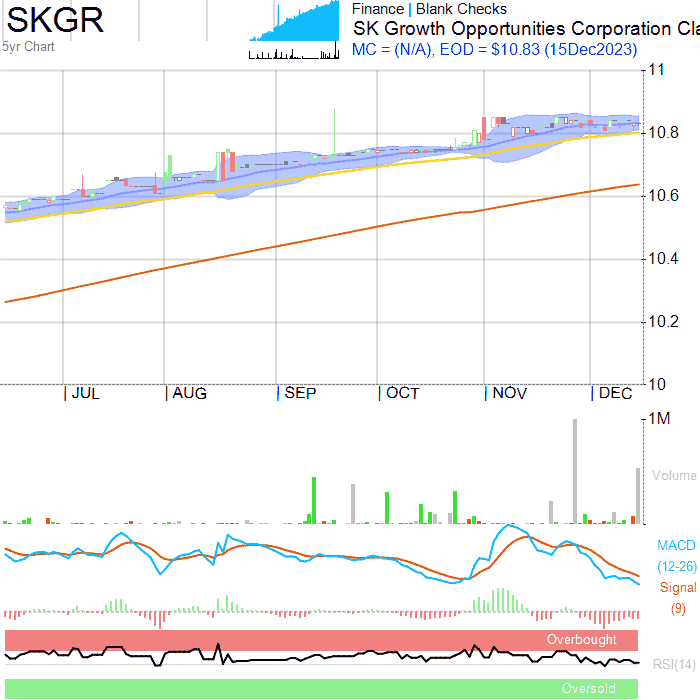 SKGR
5yr Chart
Finance | Blank Checks
SK Growth Opportunities Corporation Cla
MC = (N/A), EOD = $10.83 (15Dec2023)
11
10.8
10.6
10.4
10.2
10
JUL AUG SEP OCT NOV DEC
1M
Volume
MACD
(12-26)
Signal
(9)
Overbought
RSI(14)
Oversold